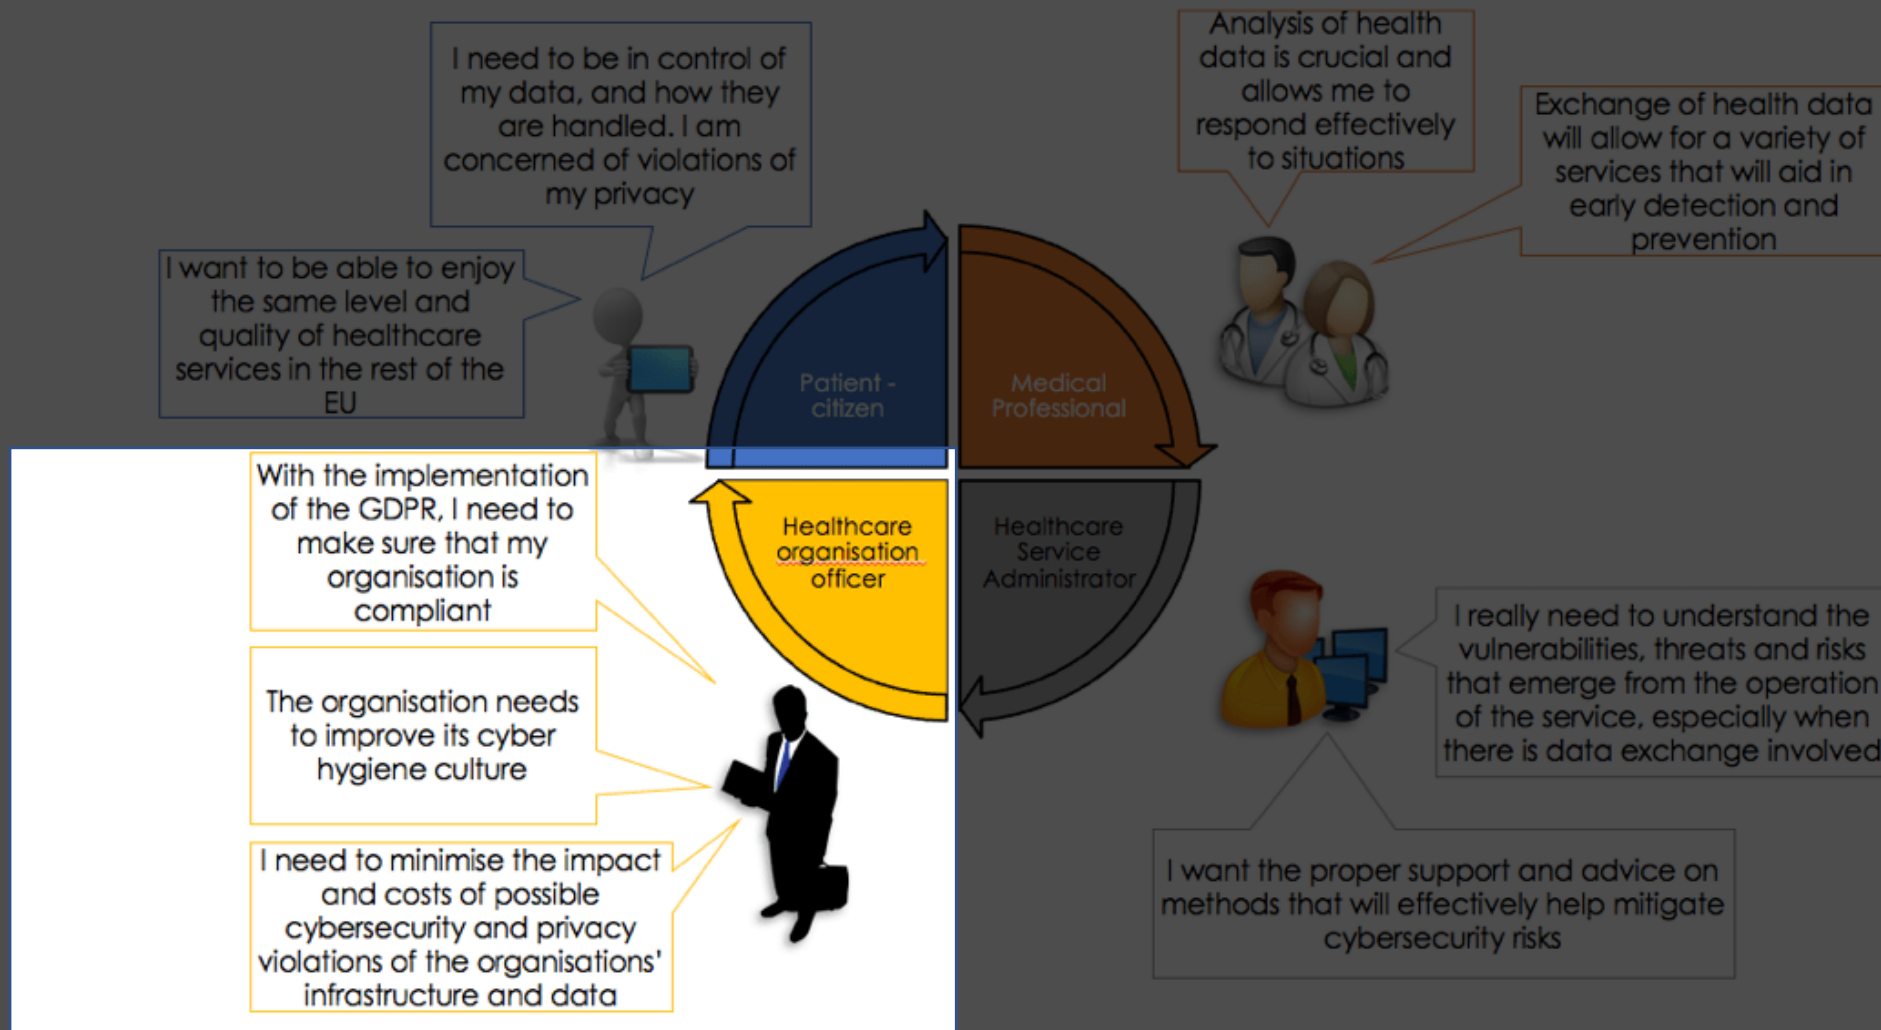 I need to be in control of
my data, and how they
are handled. I am
concerned of violations of
my privacy
I want to be able to enjoy
the same level and
quality of healthcare
services in the rest of the
EU
Patient -
citizen
Analysis of health
data is crucial and
allows me to
respond effectively
to situations
Exchange of health data
will allow for a variety of
services that will aid in
early detection and
prevention
Medical
Professional
With the implementation
of the GDPR, I need to
make sure that my
organisation is
compliant
The organisation needs
to improve its cyber
hygiene culture
I need to minimise the impact
and costs of possible
cybersecurity and privacy
violations of the organisations'
infrastructure and data
Healthcare
organisation
officer
Healthcare
Service
Administrator
I really need to understand the
vulnerabilities, threats and risks
that emerge from the operation
of the service, especially when
there is data exchange involved
I want the proper support and advice on
methods that will effectively help mitigate
cybersecurity risks